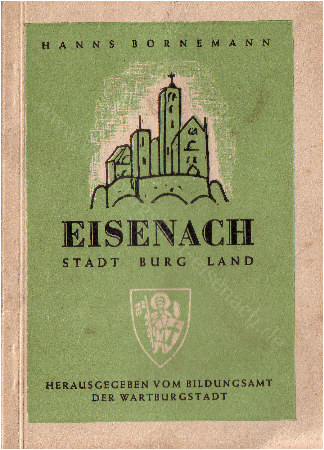 HANNS BORNEMANN
EISENACH
STADT BURG LAND
HERAUSGEGEBEN VOM BILDUNGSAMT
DER WARTBURGSTADT